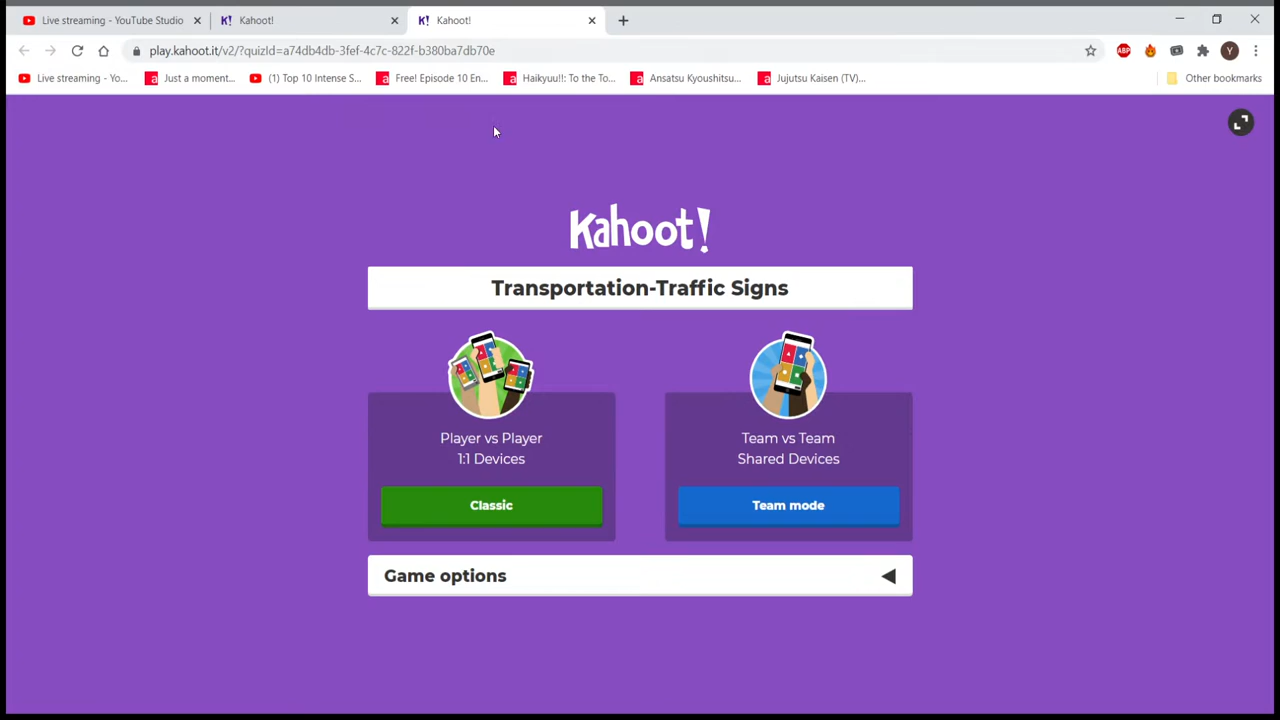 Live streaming - YouTube Studio
Kahoot!
Kahoot!
play.kahoot.it/v2/?quizId=a74db4db-3fef-4c7c-822f-b380ba7db70e
ABP
Y
Live streaming - Yo...
Just a moment...
(1) Top 10 Intense S...
Free! Episode 10 En...
Haikyuu!!: To the To...
Ansatsu Kyoushitsu...
Jujutsu Kaisen (TV)...
Other bookmarks
Kahoot!
Transportation-Traffic Signs
Player vs Player
1:1 Devices
Classic
Team vs Team
Shared Devices
Team mode
Game options